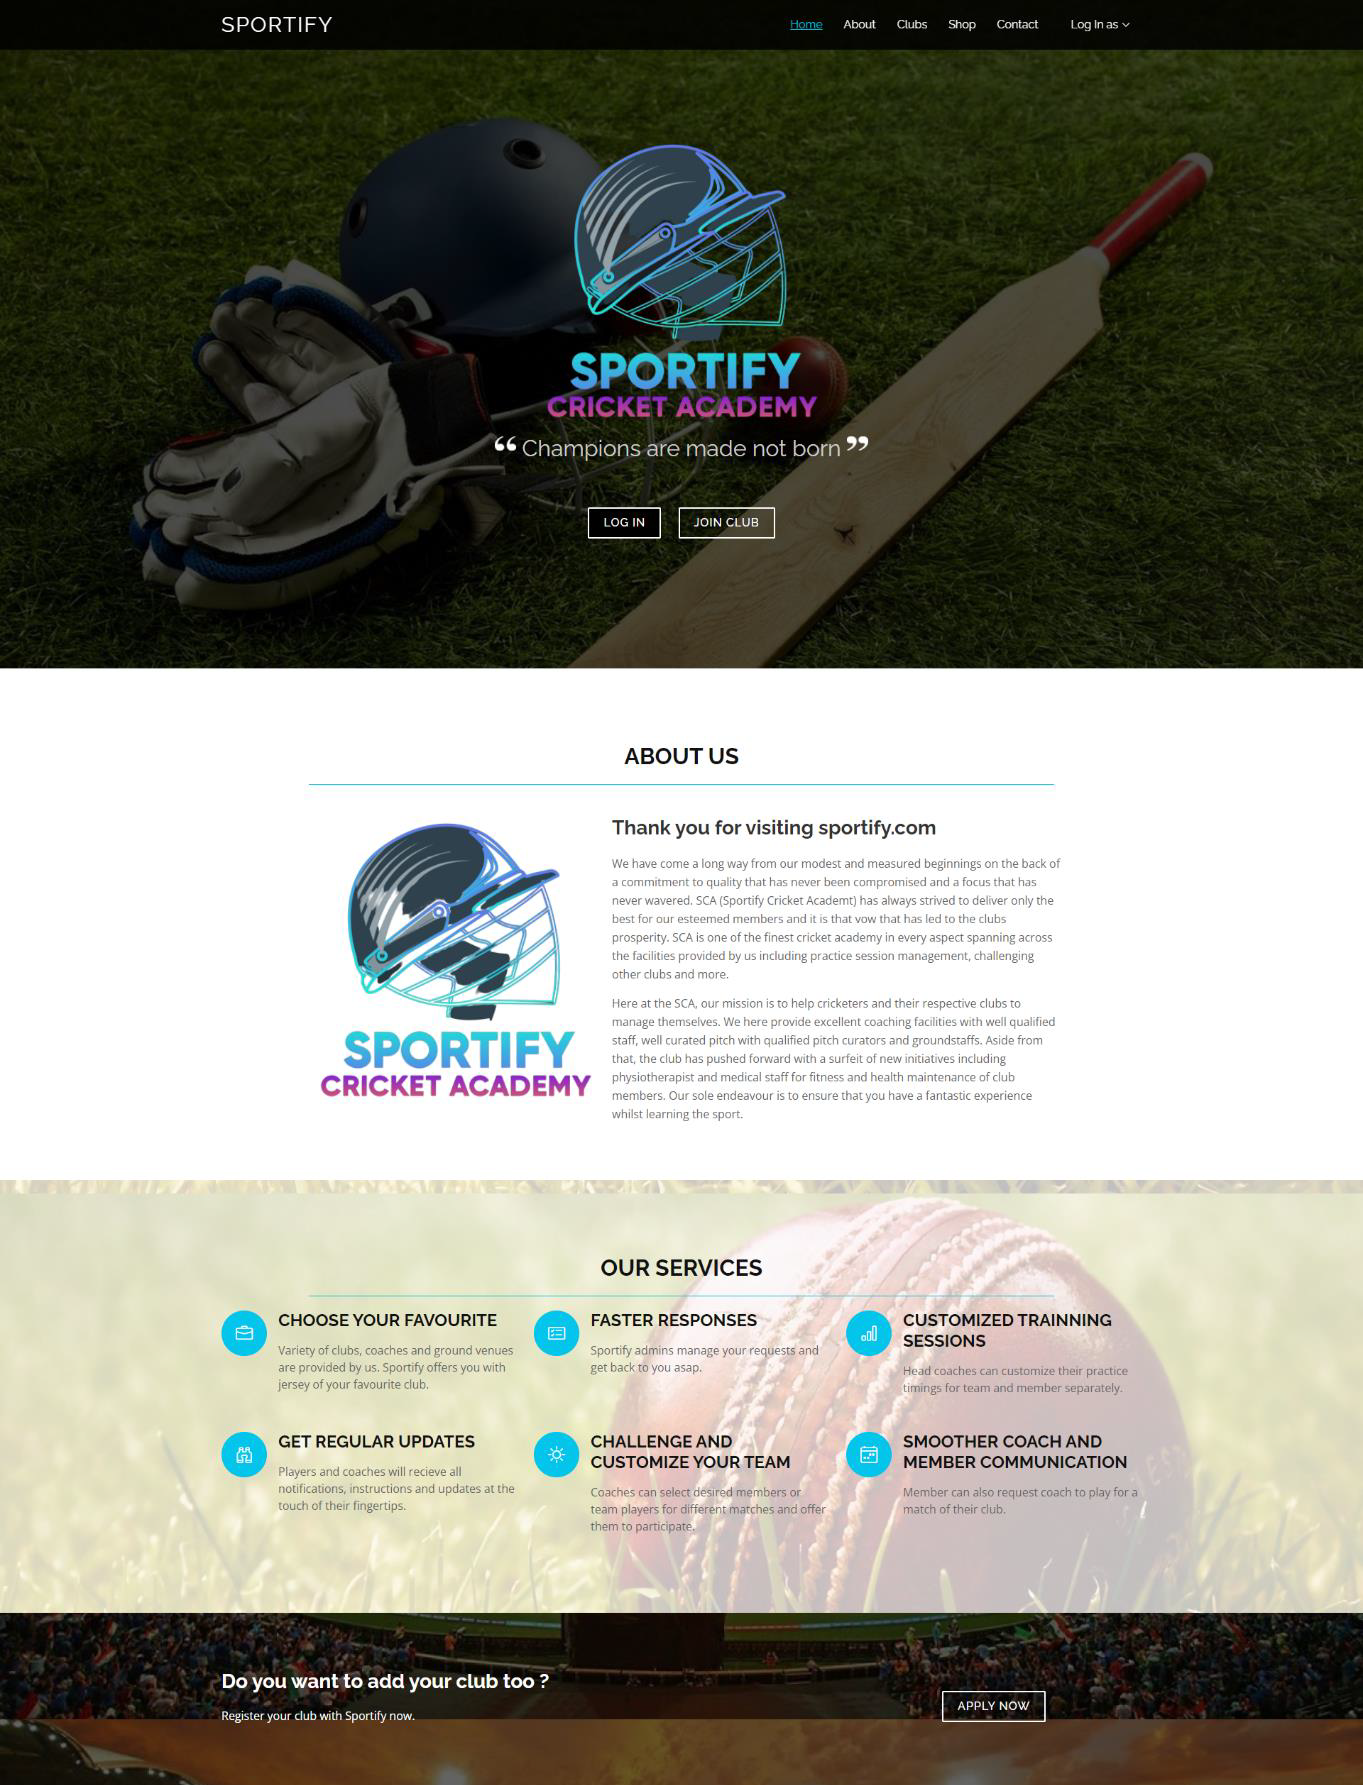 SPORTIFY
Home About Clubs Shop Contact Log In as
SPORTIFY
CRICKET ACADEMY
“ Champions are made not born ”
LOG IN JOIN CLUB
ABOUT US
SPORTIFY
CRICKET ACADEMY
Thank you for visiting sportify.com
We have come a long way from our modest and measured beginnings on the back of
a commitment to quality that has never been compromised and a focus that has
never wavered. SCA (Sportify Cricket Academt) has always strived to deliver only the
best for our esteemed members and it is that vow that has led to the clubs
prosperity. SCA is one of the finest cricket academy in every aspect spanning across
the facilities provided by us including practice session management, challenging
other clubs and more.
Here at the SCA, our mission is to help cricketers and their respective clubs to
manage themselves. We here provide excellent coaching facilities with well qualified
staff, well curated pitch with qualified pitch curators and groundstaffs. Aside from
that, the club has pushed forward with a surfeit of new initiatives including
physiotherapist and medical staff for fitness and health maintenance of club
members. Our sole endeavour is to ensure that you have a fantastic experience
whilst learning the sport.
OUR SERVICES
CHOOSE YOUR FAVOURITE
Variety of clubs, coaches and ground venues
are provided by us. Sportify offers you with
jersey of your favourite club.
FASTER RESPONSES
Sportify admins manage your requests and
get back to you asap.
CUSTOMIZED TRAINNING
SESSIONS
Head coaches can customize their practice
timings for team and member separately.
GET REGULAR UPDATES
Players and coaches will recieve all
notifications, instructions and updates at the
touch of their fingertips.
CHALLENGE AND
CUSTOMIZE YOUR TEAM
Coaches can select desired members or
team players for different matches and offer
them to participate.
SMOOTHER COACH AND
MEMBER COMMUNICATION
Member can also request coach to play for a
match of their club.
Do you want to add your club too ?
Register your club with Sportify now.
APPLY NOW